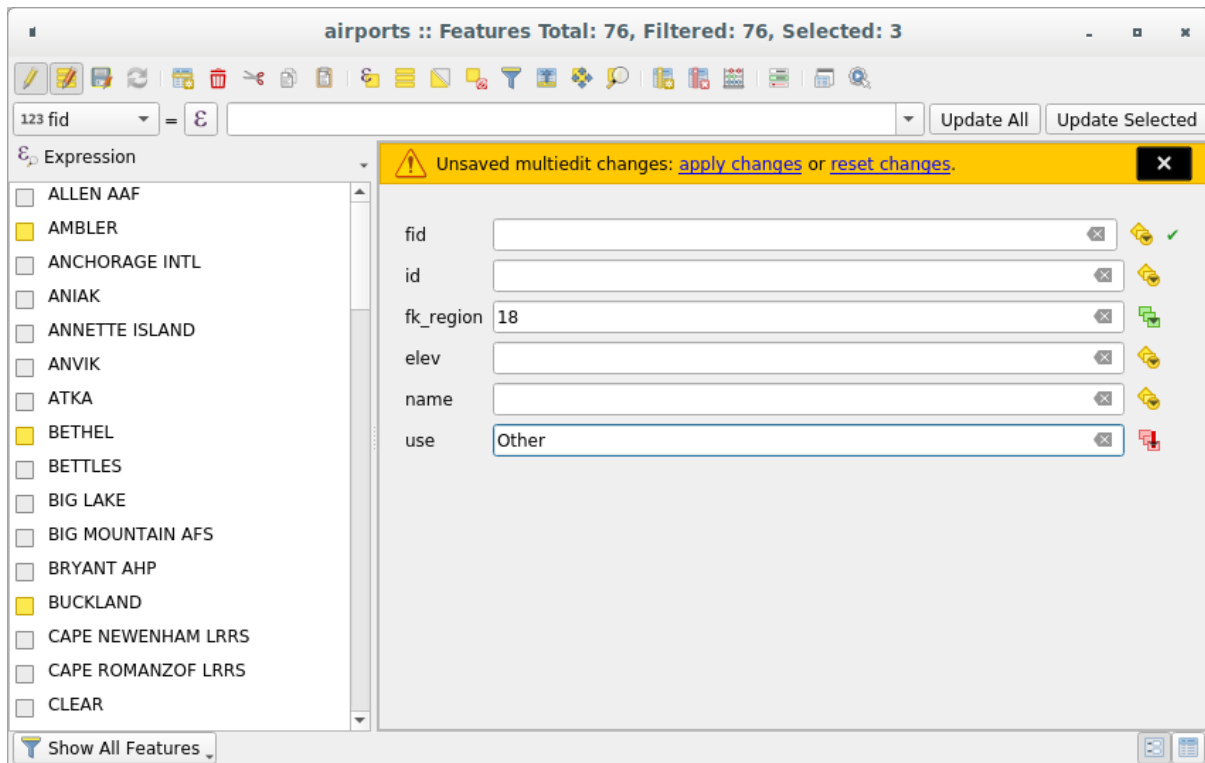 airports :: Features Total: 76, Filtered: 76, Selected: 3
123 fid = ε Update All Update Selected
ε Expression
Unsaved multiedit changes: apply changes or reset changes.
ALLEN AAF
AMBLER
ANCHORAGE INTL
ANIAK
ANNETTE ISLAND
ANVIK
ATKA
BETHEL
BETTLES
BIG LAKE
BIG MOUNTAIN AFS
BRYANT AHP
BUCKLAND
CAPE NEWENHAM LRRS
CAPE ROMANZOF LRRS
CLEAR
fid
id
fk_region 18
elev
name
use Other
Show All Features